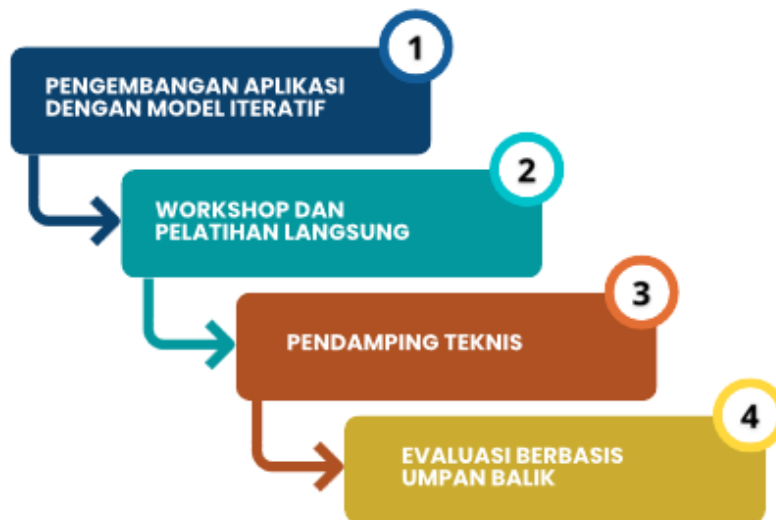 1
PENGEMBANGAN APLIKASI
DENGAN MODEL ITERATIF
2
WORKSHOP DAN
PELATIHAN LANGSUNG
3
PENDAMPING TEKNIS
4
EVALUASI BERBASIS
UMPAN BALIK